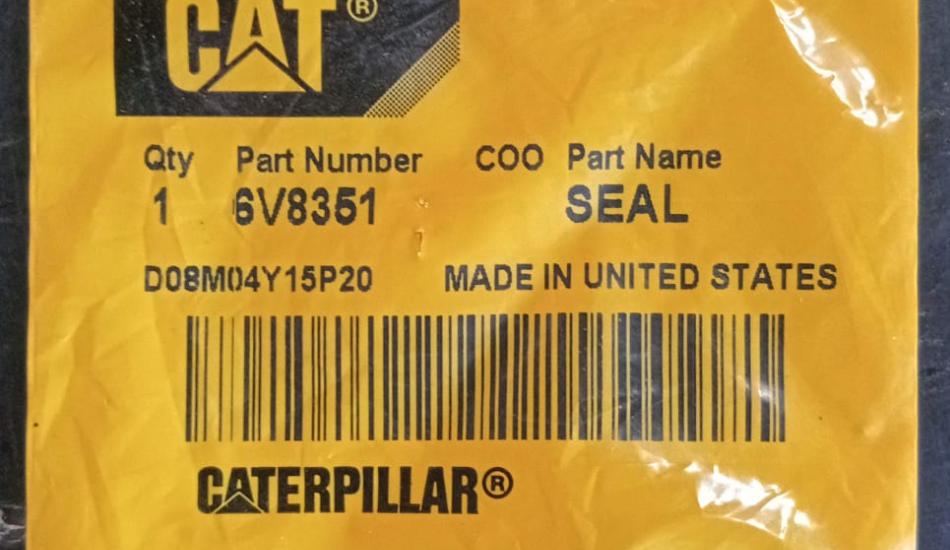 CAT®
Qty Part Number COO Part Name
1 6V8351 SEAL
D08M04Y15P20 MADE IN UNITED STATES
CATERPILLAR®